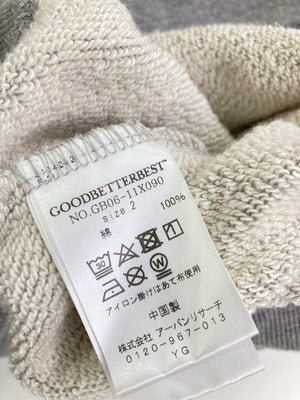 GOODBETTERBEST
NO.GB06-11X090
size 2
綿 100%
30
アイロン掛けはあて布使用
中国製
株式会社 アーバンリサーチ
0120-967-013
YG